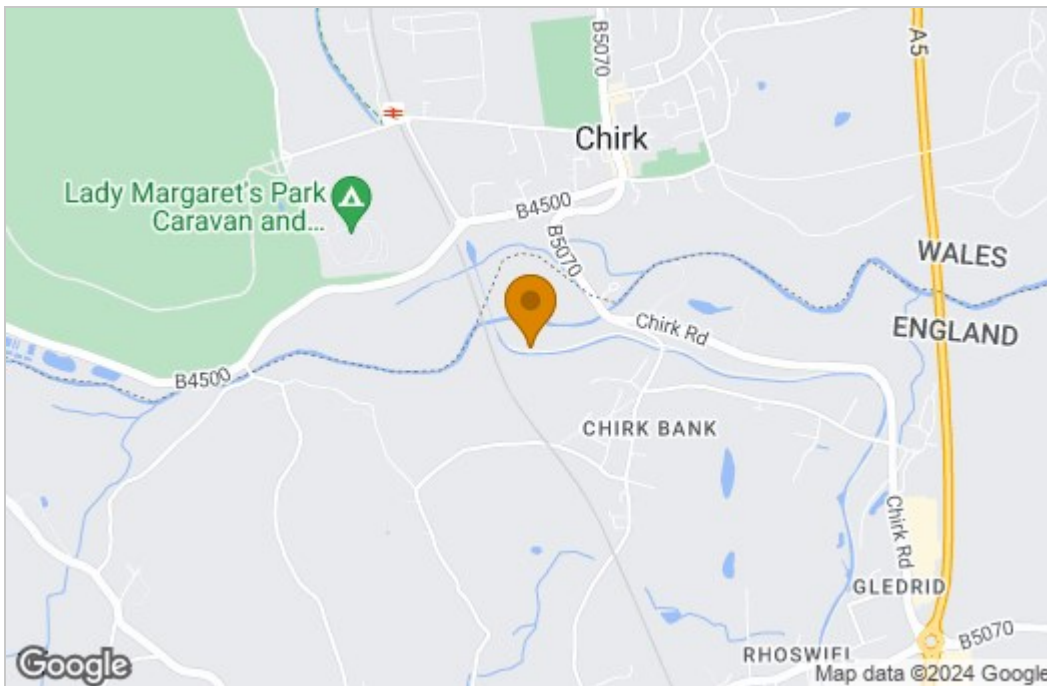 B5070
A5
Chirk
Lady Margaret's Park
Caravan and...
B4500
B5070
WALES
ENGLAND
Chirk Rd
B4500
CHIRK BANK
Chirk Rd
GLEDRID
B5070
RHOSWIEL
Google
Map data ©2024 Google